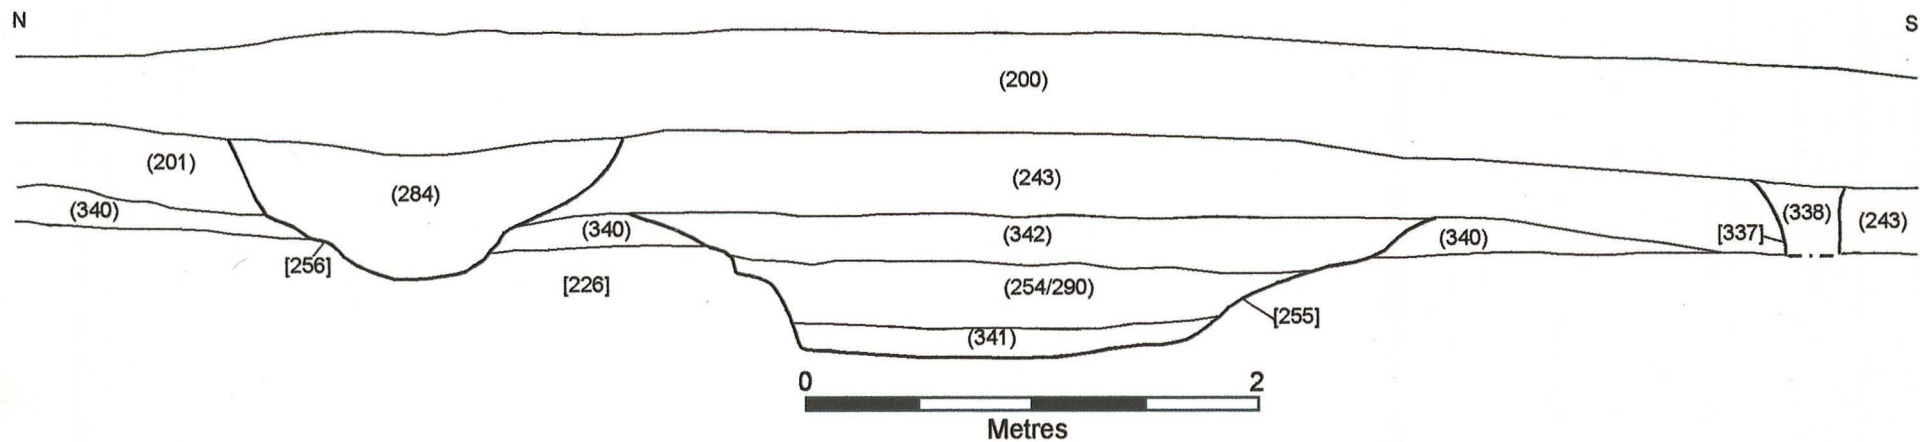 N S
(200)
(201) (284) (243)
(340) (340) (342) (340) [337] (338) (243)
[256] [226] (254/290) [255]
(341)
0 2
Metres